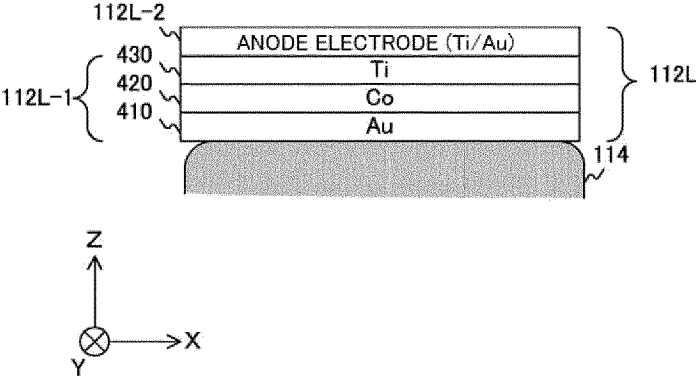 112L-2
ANODE ELECTRODE (Ti/Au)
430
Ti
112L
112L-1
420
Co
410
Au
114
Z
X
Y